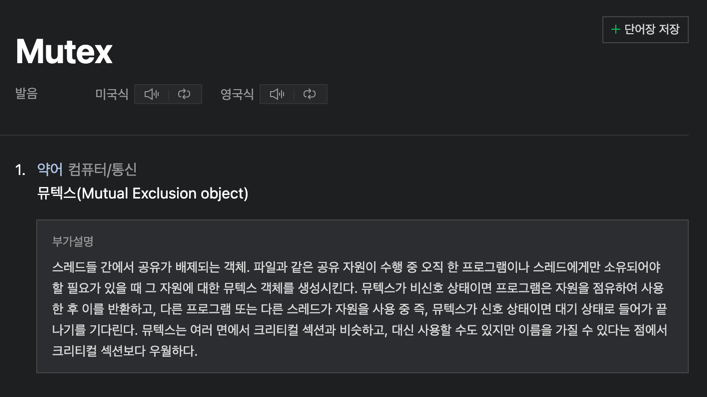 + 단어장 저장
Mutex
발음 미국식 영국식
1. 약어 컴퓨터/통신
뮤텍스(Mutual Exclusion object)
부가설명
스레드들 간에서 공유가 배제되는 객체. 파일과 같은 공유 자원이 수행 중 오직 한 프로그램이나 스레드에게만 소유되어야
할 필요가 있을 때 그 자원에 대한 뮤텍스 객체를 생성시킨다. 뮤텍스가 비신호 상태이면 프로그램은 자원을 점유하여 사용
한 후 이를 반환하고, 다른 프로그램 또는 다른 스레드가 자원을 사용 중 즉, 뮤텍스가 신호 상태이면 대기 상태로 들어가 끝
나기를 기다린다. 뮤텍스는 여러 면에서 크리티컬 섹션과 비슷하고, 대신 사용할 수도 있지만 이름을 가질 수 있다는 점에서
크리티컬 섹션보다 우월하다.